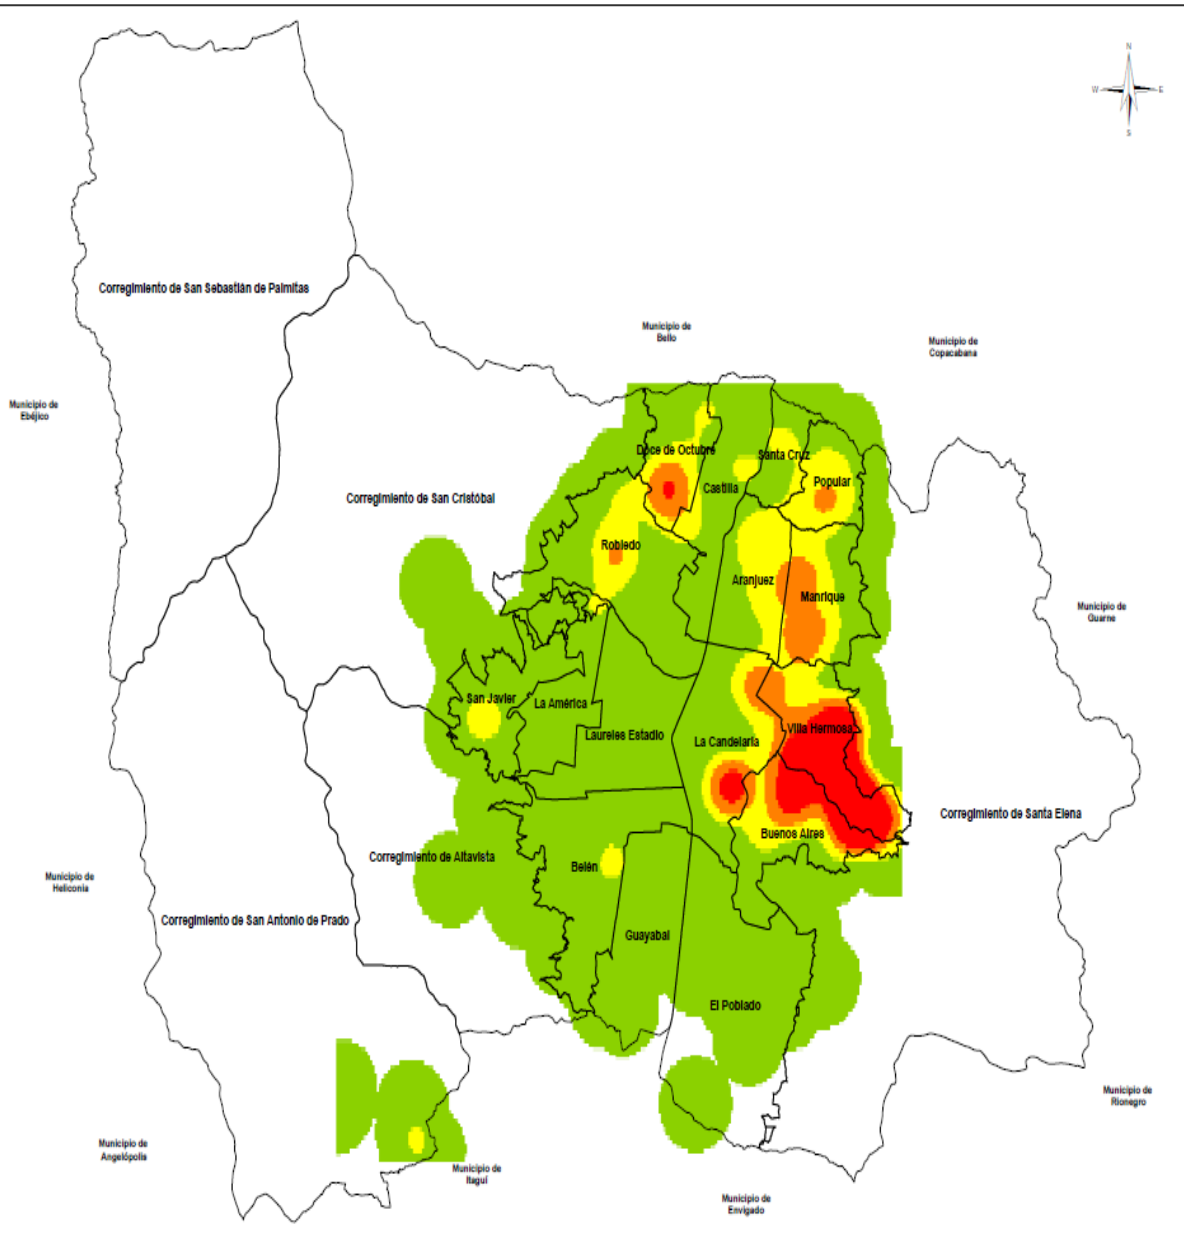 N
W
E
S
Corregimiento de San Sebastián de Palmitas
Municipio de
Bello
Municipio de
Copacabana
Municipio de
Ebéjico
Doce de Octubre
Santa Cruz
Popular
Castilla
Corregimiento de San Cristóbal
Robledo
Aranjuez
Manrique
Municipio de
Guarne
San Javier
La América
Laureles Estadio
La Candelaria
Villa Hermosa
Corregimiento de Santa Elena
Buenos Aires
Corregimiento de Altavista
Belén
Municipio de
Heliconia
Corregimiento de San Antonio de Prado
Guayabal
El Poblado
Municipio de
Rionegro
Municipio de
Angelópolis
Municipio de
Itagüí
Municipio de
Envigado